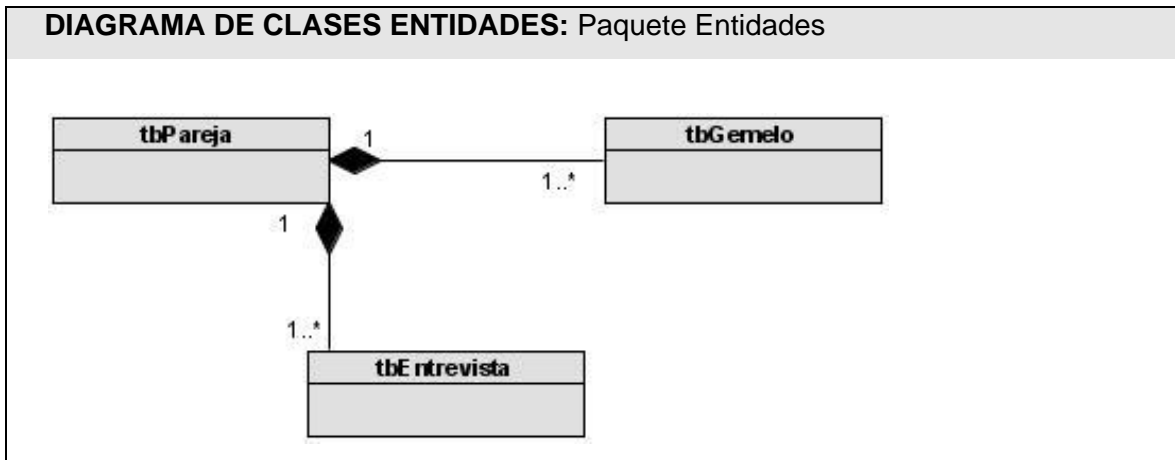 DIAGRAMA DE CLASES ENTIDADES: Paquete Entidades
tbPareja 1 tbGemelo
1..*
1
1..*
tbEntrevista